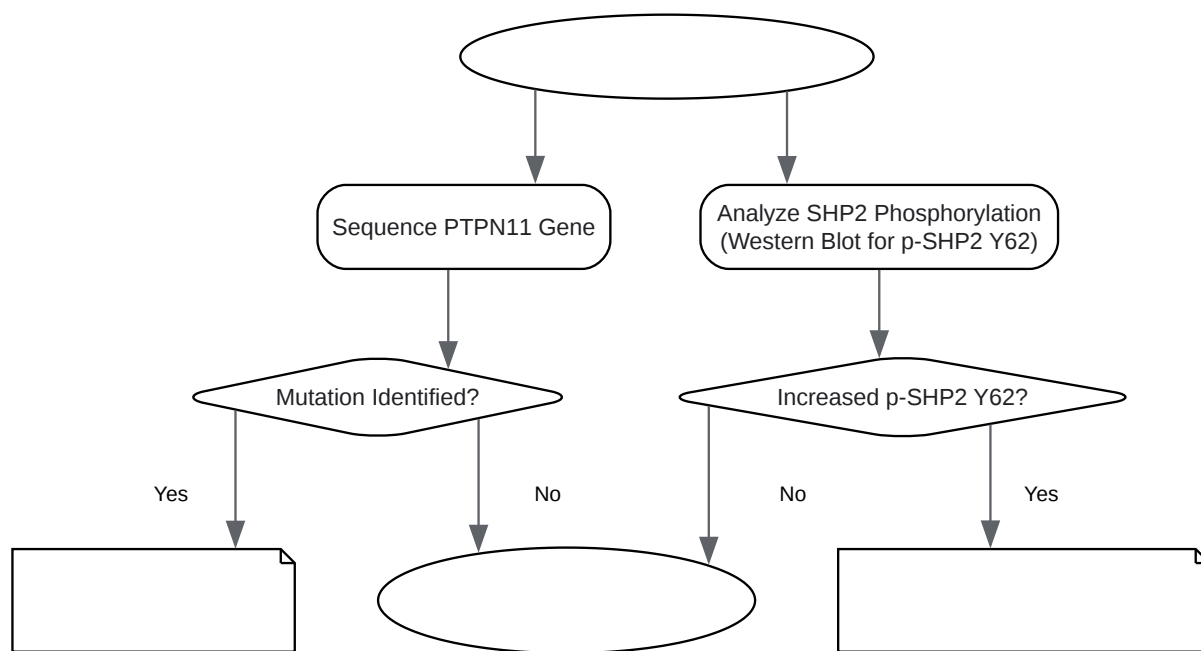 Sequence PTPN11 Gene
Analyze SHP2 Phosphorylation
(Western Blot for p-SHP2 Y62)
Mutation Identified?
Increased p-SHP2 Y62?
Yes
No
No
Yes